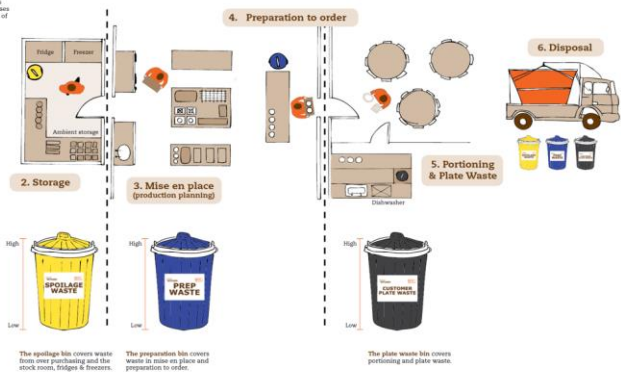 of
4. Preparation to order
Fridge
Freezer
6. Disposal
Ambient storage
2. Storage
3. Mise en place
(production planning)
5. Portioning
& Plate Waste
Dishwasher
High
Low
SPOILAGE
WASTE
High
Low
PREP
WASTE
High
Low
CUSTOMER
PLATE WASTE
The spoilage bin covers waste
from over purchasing and the
stock room, fridges & freezers.
The preparation bin covers
waste in mise en place and
preparation to order.
The plate waste bin covers
portioning and plate waste.